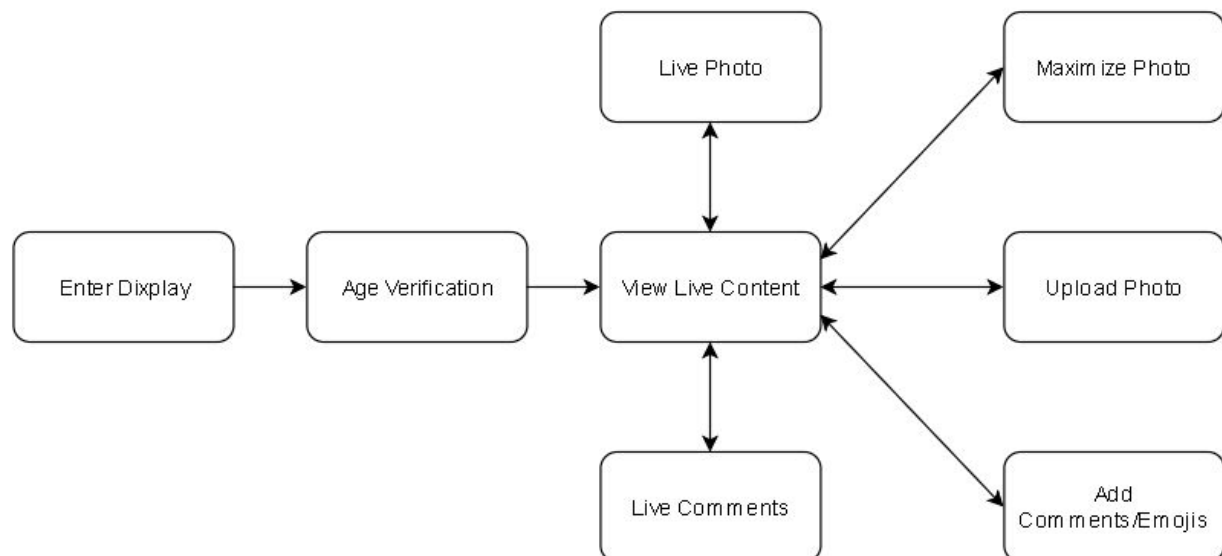 Live Photo
Maximize Photo
Enter Dixplay
Age Verification
View Live Content
Upload Photo
Live Comments
Add
Comments/Emojis